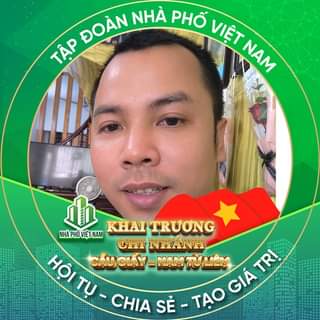 TẬP ĐOÀN NHÀ PHỐ VIỆT NAM
NHÀ PHỐ VIỆT NAM
KHAI TRƯƠNG
CHI NHÁNH
CẦU GIẤY - NAM TỪ LIÊM
HỘI TỤ - CHIA SẺ - TẠO GIÁ TRỊ